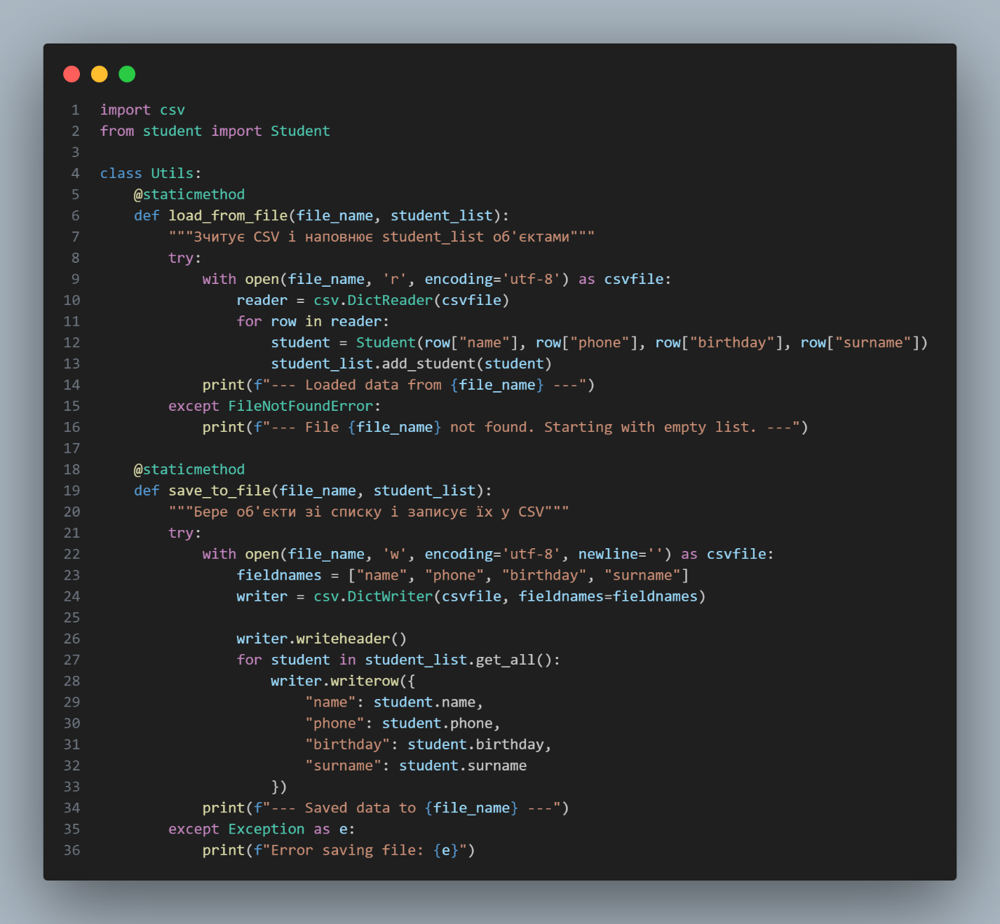 1 import csv
2 from student import Student
3
4 class Utils:
5     @staticmethod
6     def load_from_file(file_name, student_list):
7         """Зчитує CSV і наповнює student_list об'єктами"""
8         try:
9             with open(file_name, 'r', encoding='utf-8') as csvfile:
10                 reader = csv.DictReader(csvfile)
11                 for row in reader:
12                     student = Student(row["name"], row["phone"], row["birthday"], row["surname"])
13                     student_list.add_student(student)
14             print(f"--- Loaded data from {file_name} ---")
15         except FileNotFoundError:
16             print(f"--- File {file_name} not found. Starting with empty list. ---")
17
18     @staticmethod
19     def save_to_file(file_name, student_list):
20         """Бере об'єкти зі списку і записує їх у CSV"""
21         try:
22             with open(file_name, 'w', encoding='utf-8', newline='') as csvfile:
23                 fieldnames = ["name", "phone", "birthday", "surname"]
24                 writer = csv.DictWriter(csvfile, fieldnames=fieldnames)
25
26                 writer.writeheader()
27                 for student in student_list.get_all():
28                     writer.writerow({
29                         "name": student.name,
30                         "phone": student.phone,
31                         "birthday": student.birthday,
32                         "surname": student.surname
33                     })
34             print(f"--- Saved data to {file_name} ---")
35         except Exception as e:
36             print(f"Error saving file: {e}")